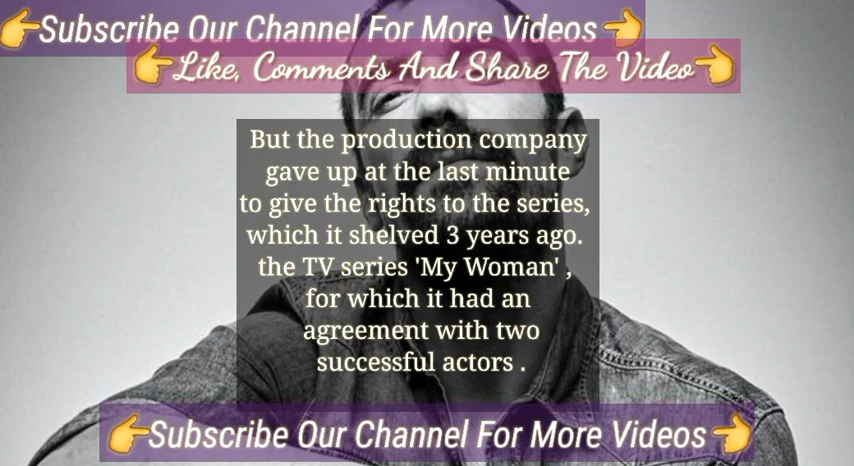 👉Subscribe Our Channel For More Videos 👈
👉Like, Comments And Share The Video👈
But the production company
gave up at the last minute
to give the rights to the series,
which it shelved 3 years ago.
the TV series 'My Woman' ,
for which it had an
agreement with two
successful actors .
👉Subscribe Our Channel For More Videos 👈